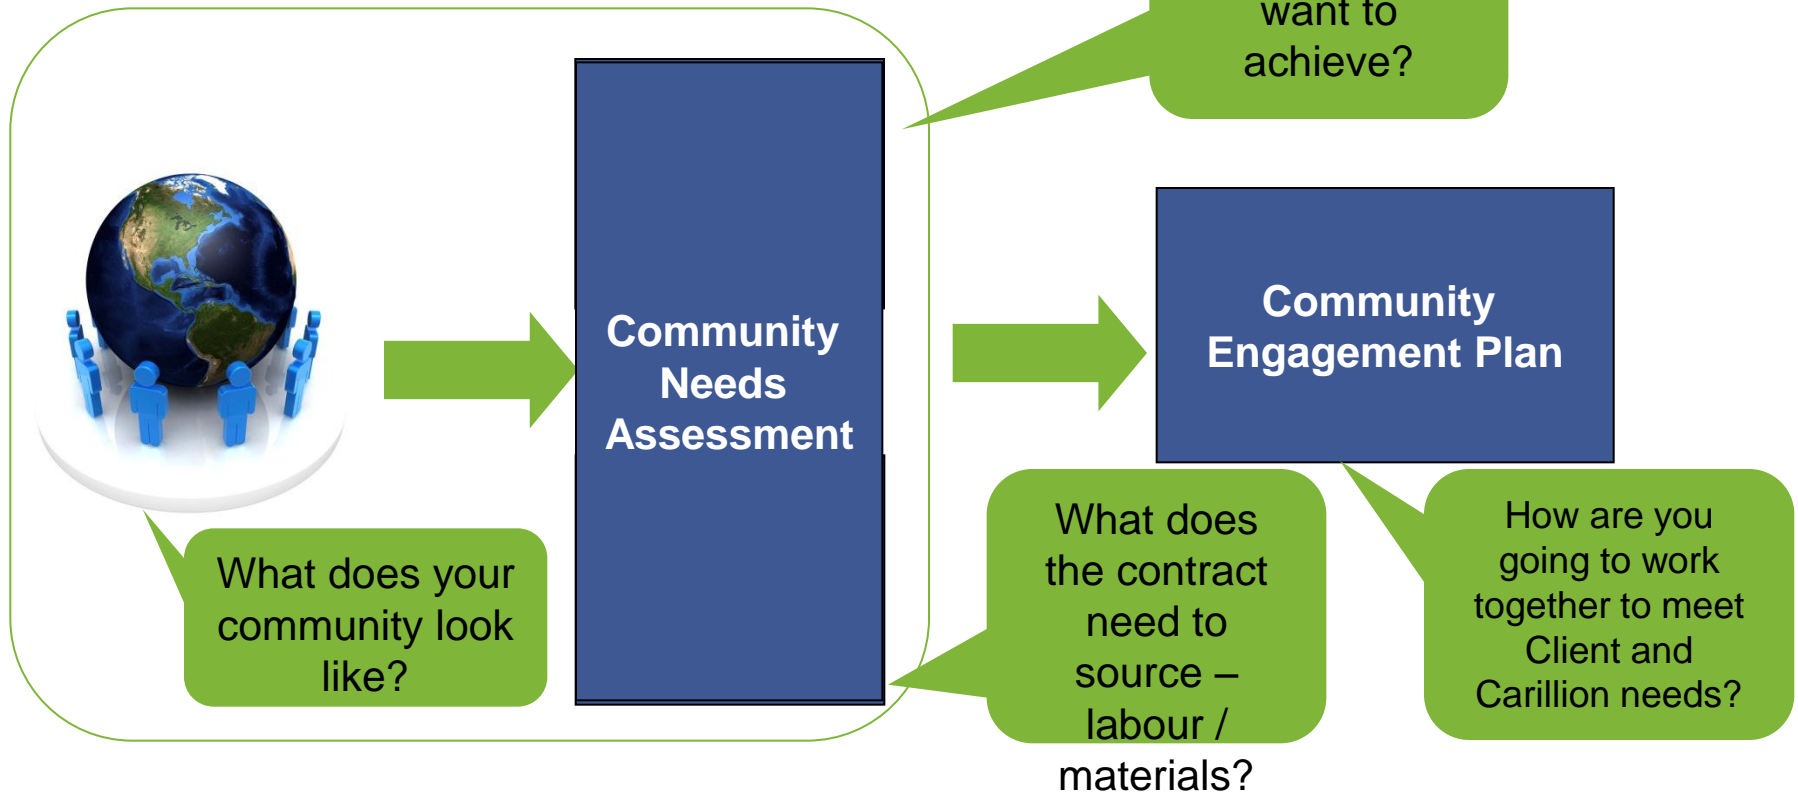 want to
achieve?
Community
Needs
Assessment
Community
Engagement Plan
What does your
community look
like?
What does
the contract
need to
source –
labour /
materials?
How are you
going to work
together to meet
Client and
Carillion needs?